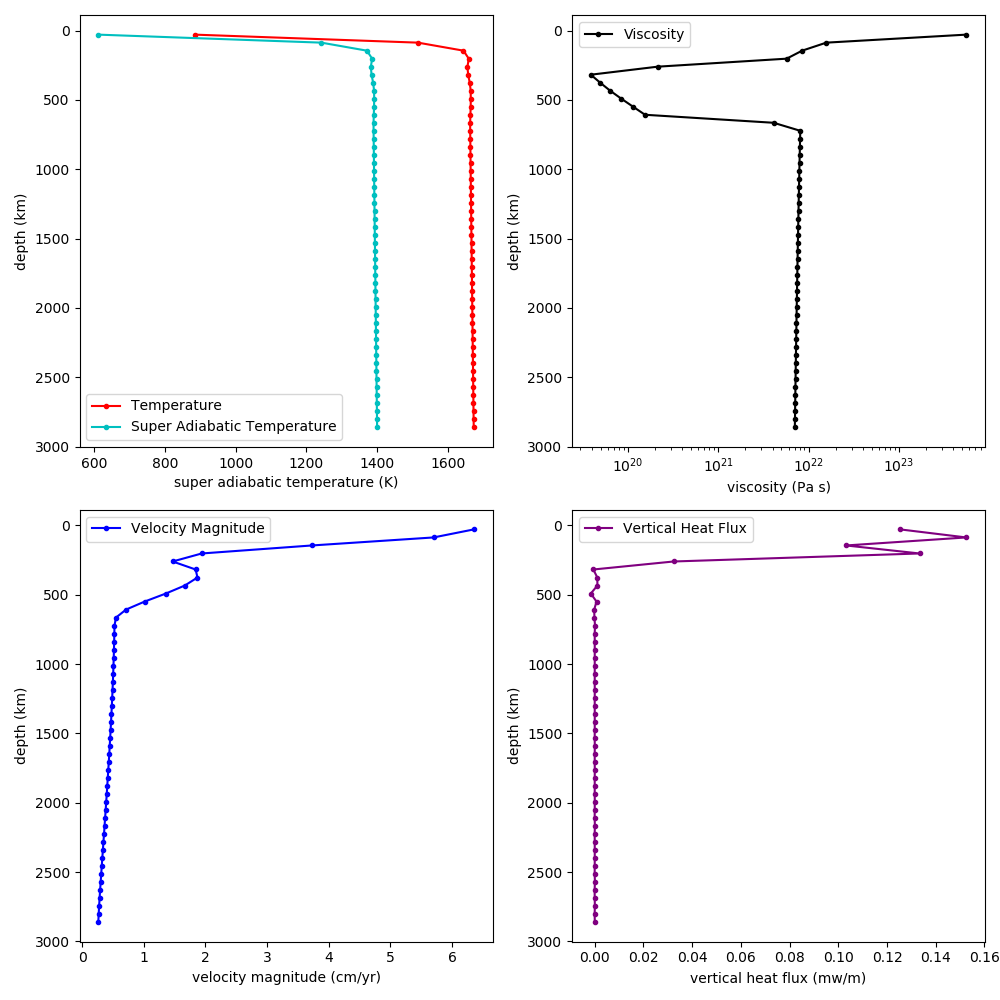 0
500
1000
1500
2000
2500
3000
depth (km)
Temperature
Super Adiabatic Temperature
600 800 1000 1200 1400 1600
super adiabatic temperature (K)
Viscosity
0
500
1000
1500
2000
2500
3000
depth (km)
10^20 10^21 10^22 10^23
viscosity (Pa s)
Velocity Magnitude
0
500
1000
1500
2000
2500
3000
depth (km)
0 1 2 3 4 5 6
velocity magnitude (cm/yr)
Vertical Heat Flux
0
500
1000
1500
2000
2500
3000
depth (km)
0.00 0.02 0.04 0.06 0.08 0.10 0.12 0.14 0.16
vertical heat flux (mw/m)